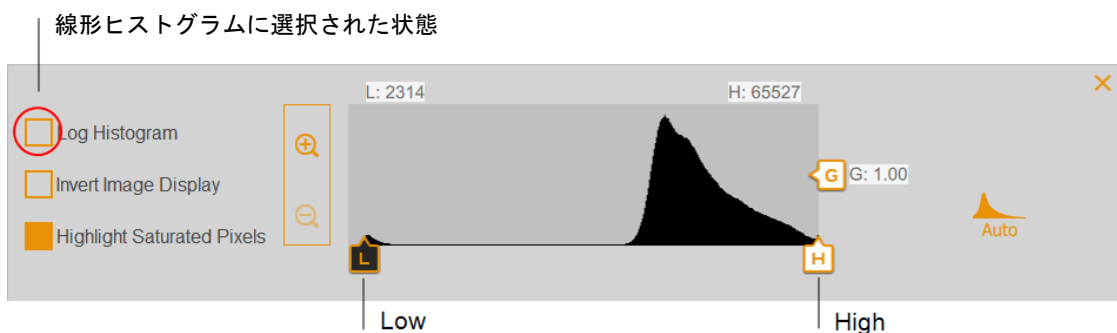 線形ヒストグラムに選択された状態
L: 2314
H: 65527
Log Histogram
Invert Image Display
G
G: 1.00
Highlight Saturated Pixels
Auto
L
H
Low
High